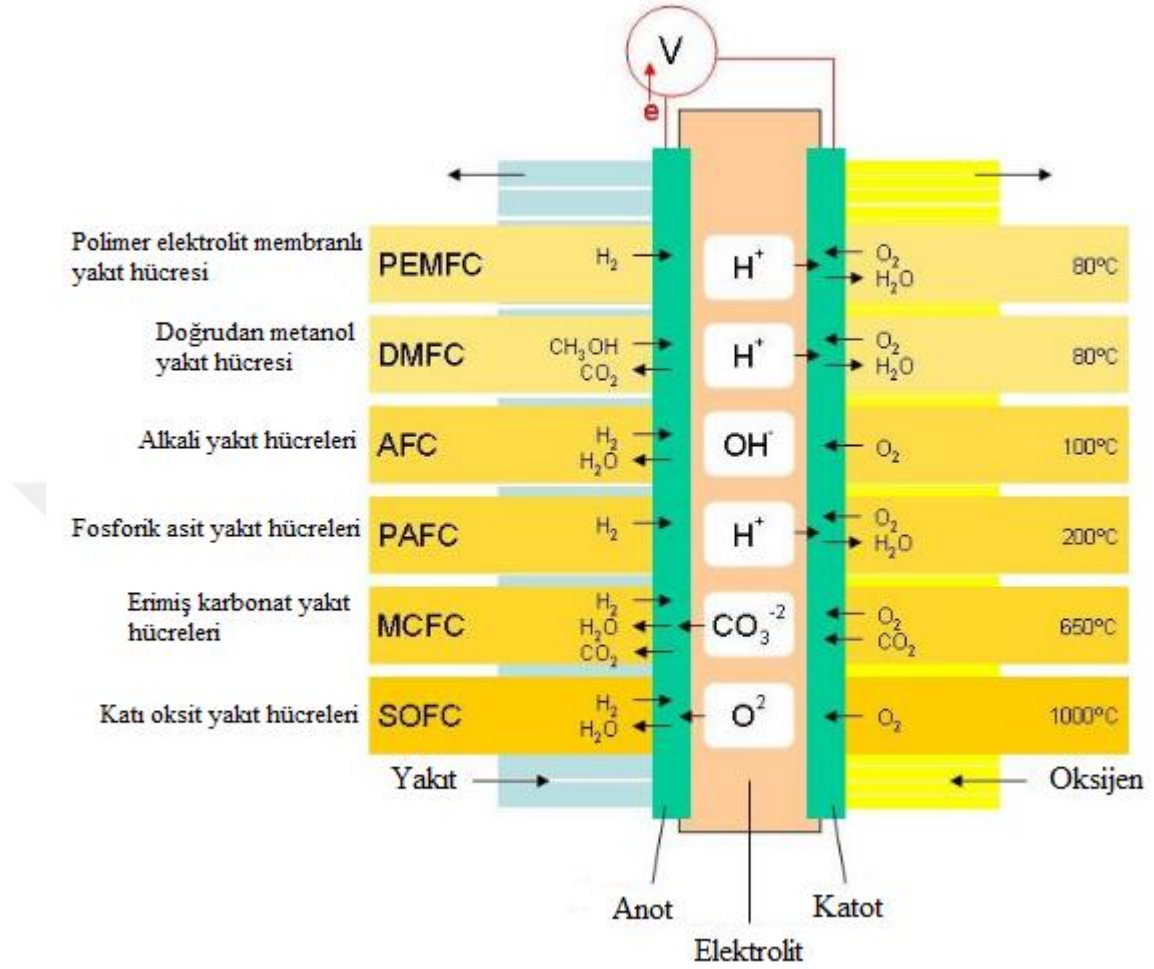 V
e
Polimer elektrolit membranlı
yakıt hücresi
PEMFC
H₂
H⁺
O₂
H₂O
80°C
Doğrudan metanol
yakıt hücresi
DMFC
CH₃OH
CO₂
H⁺
O₂
H₂O
80°C
Alkali yakıt hücreleri
AFC
H₂
H₂O
OH⁻
O₂
100°C
Fosforik asit yakıt hücreleri
PAFC
H₂
H⁺
O₂
H₂O
200°C
Erimiş karbonat yakıt
hücreleri
MCFC
H₂
H₂O
CO₂
CO₃⁻²
O₂
CO₂
650°C
Katı oksit yakıt hücreleri
SOFC
H₂
H₂O
O²
O₂
1000°C
Yakıt
Oksijen
Anot
Katot
Elektrolit